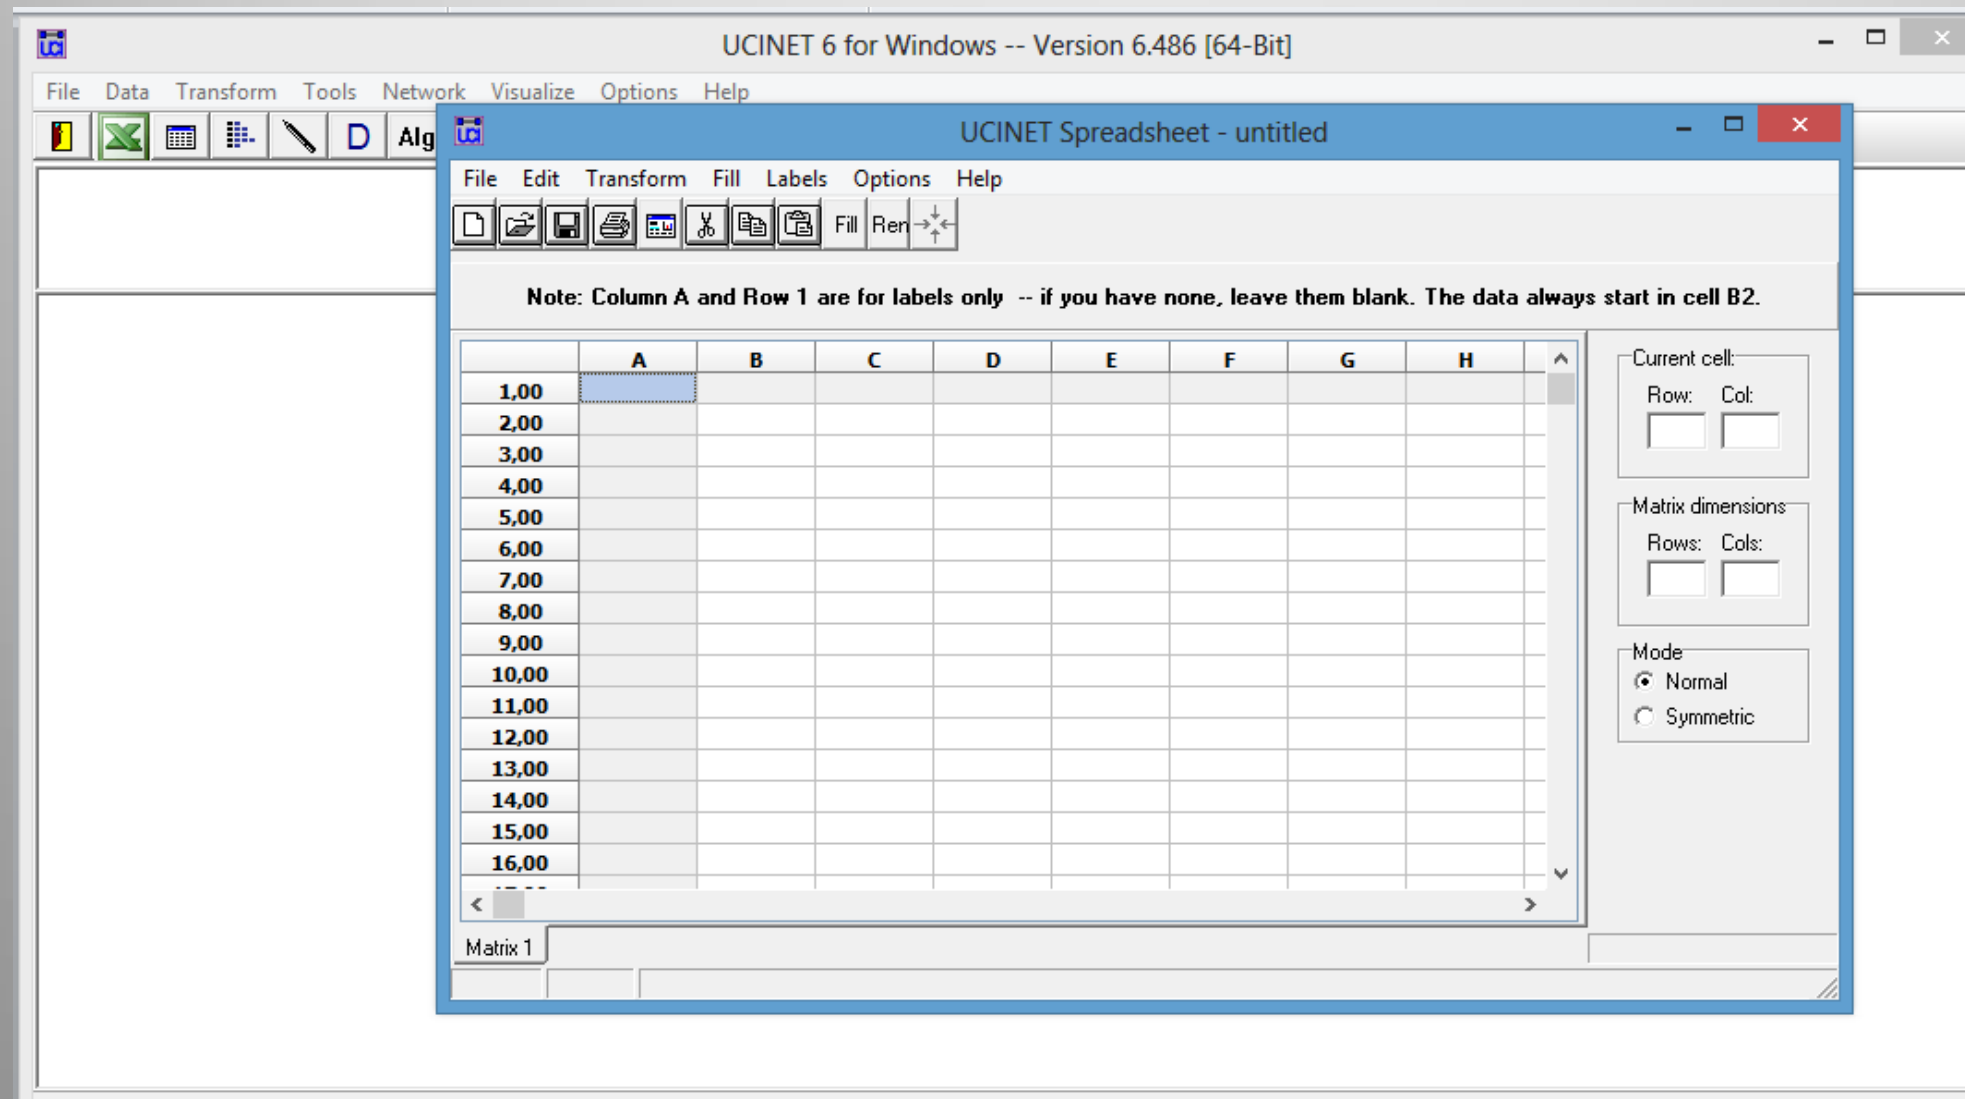 UCINET 6 for Windows -- Version 6.486 [64-Bit]
File Data Transform Tools Network Visualize Options Help
D Alg
UCINET Spreadsheet - untitled
File Edit Transform Fill Labels Options Help
Fill Ren
Note: Column A and Row 1 are for labels only -- if you have none, leave them blank. The data always start in cell B2.
A B C D E F G H
1,00
2,00
3,00
4,00
5,00
6,00
7,00
8,00
9,00
10,00
11,00
12,00
13,00
14,00
15,00
16,00
Current cell:
Row: Col:
Matrix dimensions
Rows: Cols:
Mode
Normal
Symmetric
Matrix 1